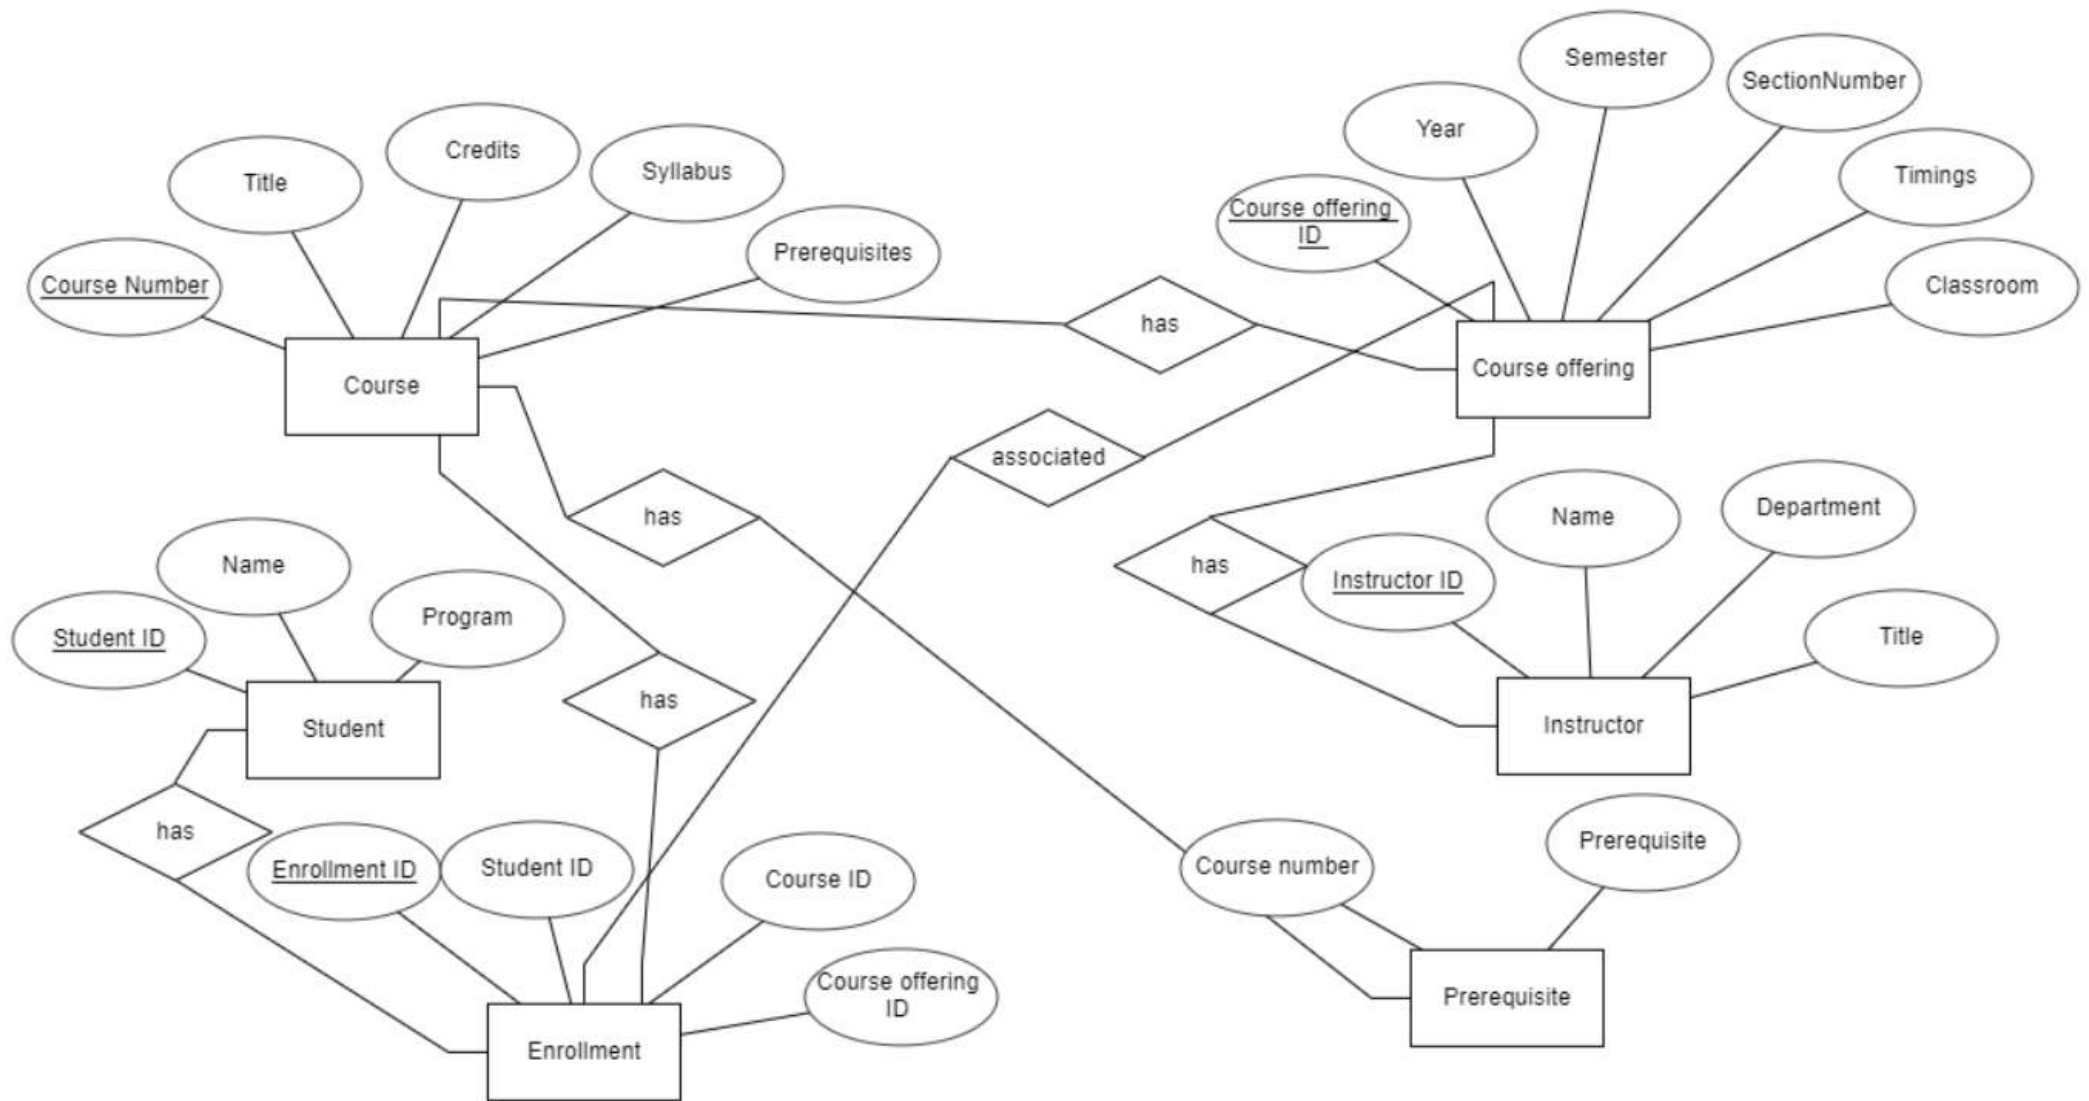 Semester
SectionNumber
Year
Credits
Syllabus
Timings
Title
Course offering
ID
Prerequisites
Course Number
Classroom
has
Course offering
Course
associated
Department
has
Name
Name
has
Instructor ID
Program
Student ID
Title
has
Student
Instructor
has
Prerequisite
Enrollment ID
Student ID
Course ID
Course number
Course offering
ID
Prerequisite
Enrollment